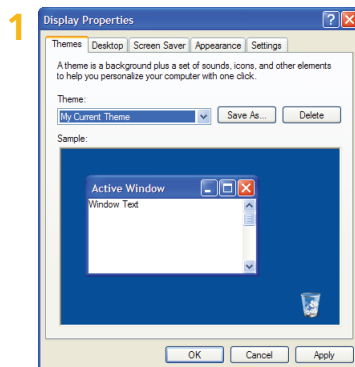 1
Display Properties
Themes Desktop Screen Saver Appearance Settings
A theme is a background plus a set of sounds, icons, and other elements
to help you personalize your computer with one click.
Theme:
My Current Theme Save As... Delete
Sample:
Active Window
Window Text
OK Cancel Apply